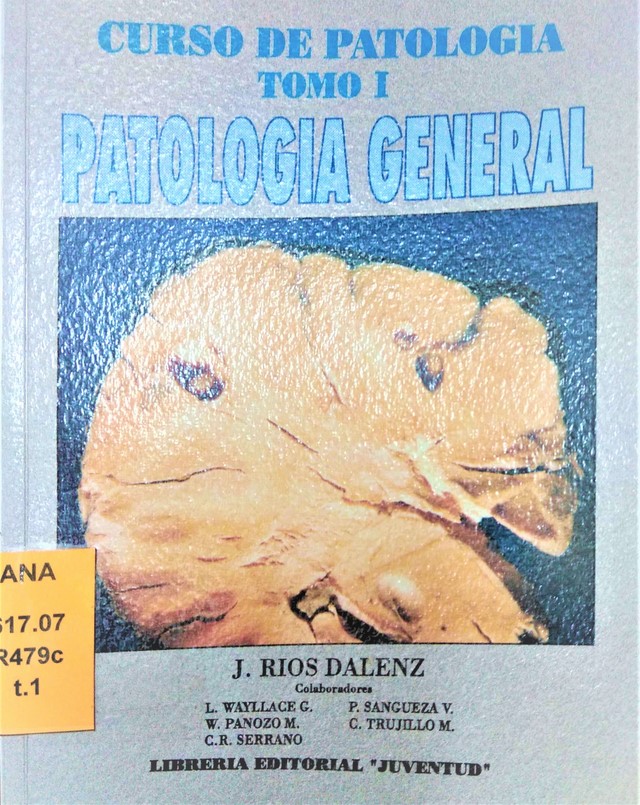 CURSO DE PATOLOGIA
TOMO I
PATOLOGIA GENERAL
ANA
617.07
R479c
t.1
J. RIOS DALENZ
Colaboradores
L. WAYLLACE G. P. SANGUEZA V.
W. PANOZO M. C. TRUJILLO M.
C.R. SERRANO
LIBRERIA EDITORIAL "JUVENTUD"